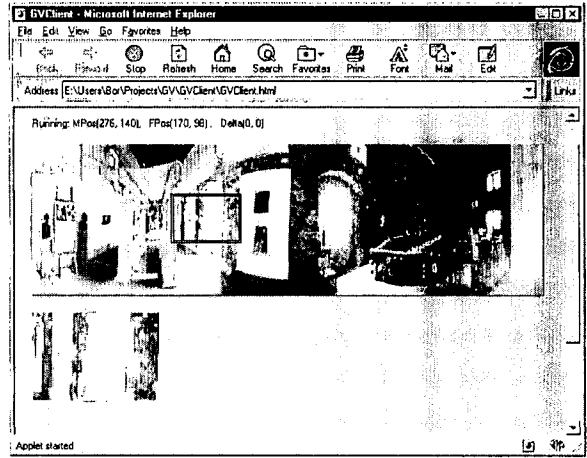 GVClient - Microsoft Internet Explorer
File Edit View Go Favorites Help
Back Forward Stop Refresh Home Search Favorites Print Font Mail Edit
Address E:\Users\Bor\Projects\GV\GVClient\GVClient.html Links
Running: MPos(276, 140), FPos(170, 98), Delta(0, 0)
Applet started